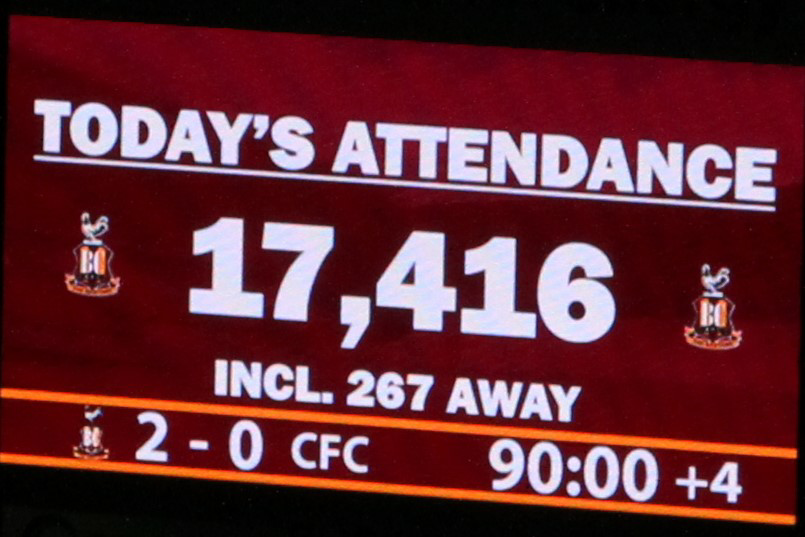 TODAY'S ATTENDANCE
17,416
INCL. 267 AWAY
2 - 0 CFC 90:00 +4